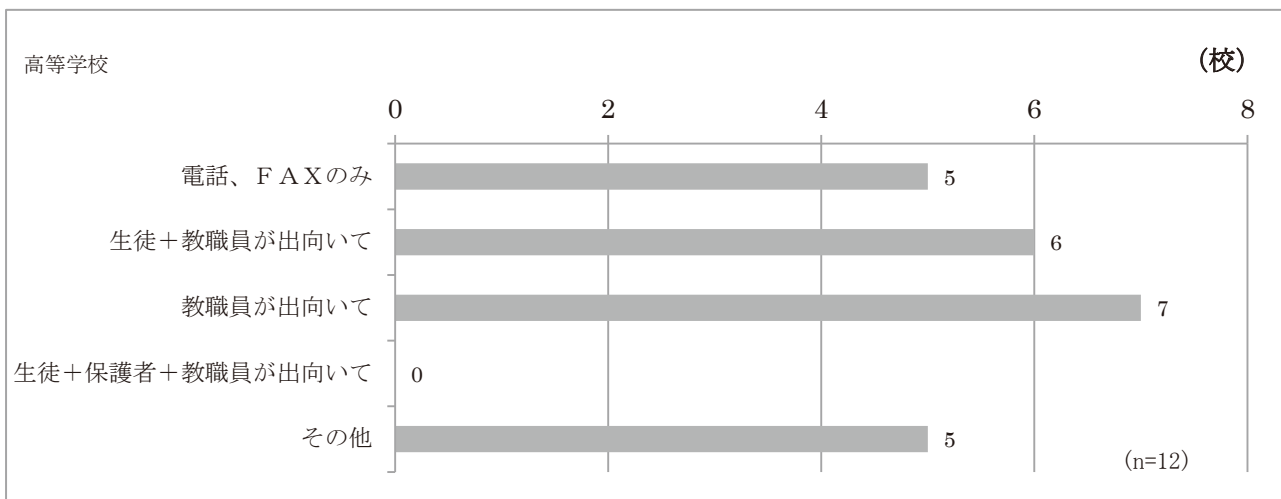 高等学校
(校)
0 2 4 6 8
電話、ＦＡＸのみ 5
生徒＋教職員が出向いて 6
教職員が出向いて 7
生徒＋保護者＋教職員が出向いて 0
その他 5
(n=12)